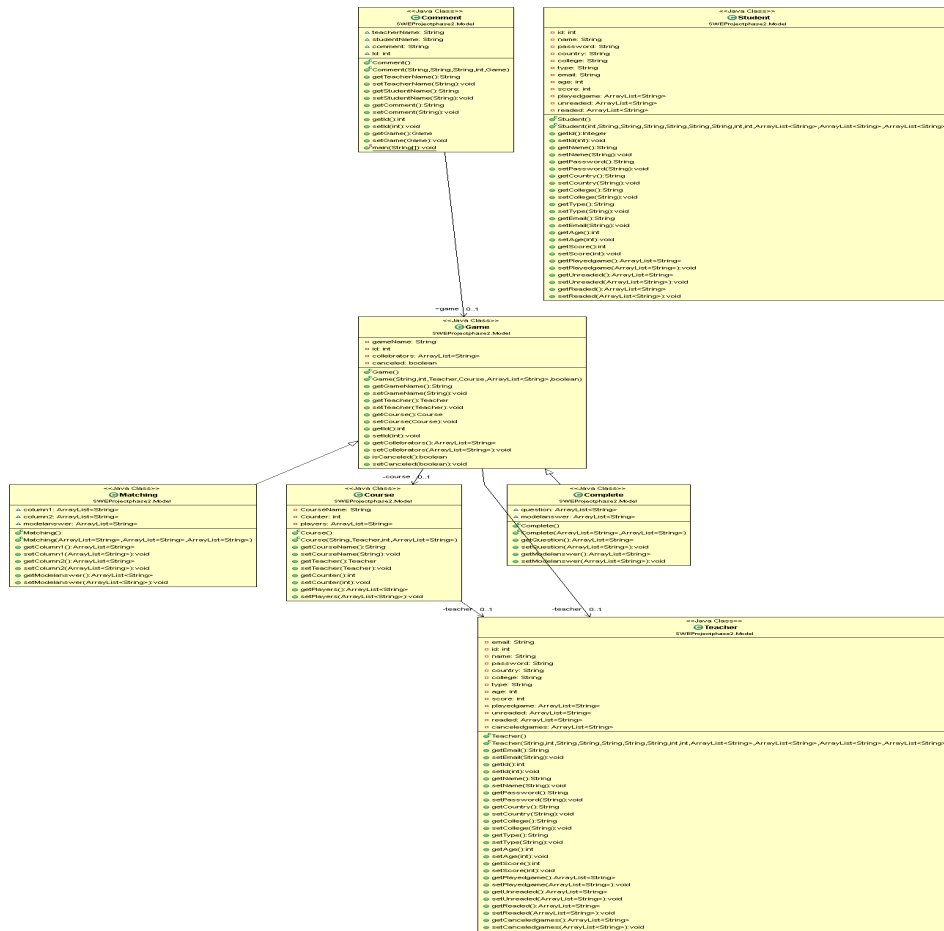 <<Java Class>>
Comment
SWEProjectphase2.Model
teacherName: String
studentName: String
comment: String
id: int
Comment()
Comment(String,String,String,int,Game)
getTeacherName():String
setTeacherName(String):void
getStudentName():String
setStudentName(String):void
getComment():String
setComment(String):void
getId():int
setId(int):void
getGame():Game
setGame(Game):void
main(String[]):void
<<Java Class>>
Student
SWEProjectphase2.Model
id: int
name: String
password: String
country: String
college: String
type: String
email: String
age: int
score: int
playedgame: ArrayList<String>
unreaded: ArrayList<String>
readed: ArrayList<String>
Student()
Student(int,String,String,String,String,String,String,int,int,ArrayList<String>,ArrayList<String>,ArrayList<String>
getId():Integer
setId(int):void
getName():String
setName(String):void
getPassword():String
setPassword(String):void
getCountry():String
setCountry(String):void
getCollege():String
setCollege(String):void
getType():String
setType(String):void
getEmail():String
setEmail(String):void
getAge():int
setAge(int):void
getScore():int
setScore(int):void
getPlayedgame():ArrayList<String>
setPlayedgame(ArrayList<String>):void
getUnreaded():ArrayList<String>
setUnreaded(ArrayList<String>):void
getReaded():ArrayList<String>
setReaded(ArrayList<String>):void
~game 0..1
<<Java Class>>
Game
SWEProjectphase2.Model
gameName: String
id: int
collebrators: ArrayList<String>
canceled: boolean
Game()
Game(String,int,Teacher,Course,ArrayList<String>,boolean)
getGameName():String
setGameName(String):void
getTeacher():Teacher
setTeacher(Teacher):void
getCourse():Course
setCourse(Course):void
getId():int
setId(int):void
getCollebrators():ArrayList<String>
setCollebrators(ArrayList<String>):void
isCanceled():boolean
setCanceled(boolean):void
-course 0..1
<<Java Class>>
Matching
SWEProjectphase2.Model
column1: ArrayList<String>
column2: ArrayList<String>
modelanswer: ArrayList<String>
Matching()
Matching(ArrayList<String>,ArrayList<String>,ArrayList<String>)
getColumn1():ArrayList<String>
setColumn1(ArrayList<String>):void
getColumn2():ArrayList<String>
setColumn2(ArrayList<String>):void
getModelanswer():ArrayList<String>
setModelanswer(ArrayList<String>):void
<<Java Class>>
Course
SWEProjectphase2.Model
CourseName: String
Counter: int
players: ArrayList<String>
Course()
Course(String,Teacher,int,ArrayList<String>)
getCourseName():String
setCourseName(String):void
getTeacher():Teacher
setTeacher(Teacher):void
getCounter():int
setCounter(int):void
getPlayers():ArrayList<String>
setPlayers(ArrayList<String>):void
<<Java Class>>
Complete
SWEProjectphase2.Model
question: ArrayList<String>
modelanswer: ArrayList<String>
Complete()
Complete(ArrayList<String>,ArrayList<String>)
getQuestion():ArrayList<String>
setQuestion(ArrayList<String>):void
getModelanswer():ArrayList<String>
setModelanswer(ArrayList<String>):void
-teacher 0..1
-teacher 0..1
<<Java Class>>
Teacher
SWEProjectphase2.Model
email: String
id: int
name: String
password: String
country: String
college: String
type: String
age: int
score: int
playedgame: ArrayList<String>
unreaded: ArrayList<String>
readed: ArrayList<String>
canceledgames: ArrayList<String>
Teacher()
Teacher(String,int,String,String,String,String,String,int,int,ArrayList<String>,ArrayList<String>,ArrayList<String>,ArrayList<String>
getEmail():String
setEmail(String):void
getId():int
setId(int):void
getName():String
setName(String):void
getPassword():String
setPassword(String):void
getCountry():String
setCountry(String):void
getCollege():String
setCollege(String):void
getType():String
setType(String):void
getAge():int
setAge(int):void
getScore():int
setScore(int):void
getPlayedgame():ArrayList<String>
setPlayedgame(ArrayList<String>):void
getUnreaded():ArrayList<String>
setUnreaded(ArrayList<String>):void
getReaded():ArrayList<String>
setReaded(ArrayList<String>):void
getCanceledgames():ArrayList<String>
setCanceledgames(ArrayList<String>):void